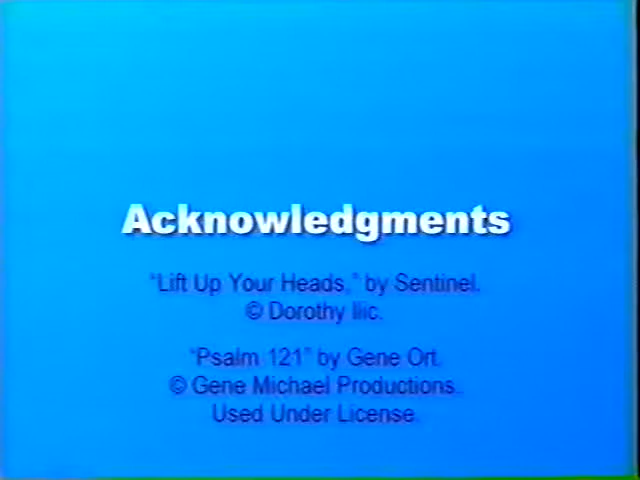 Acknowledgments
"Lift Up Your Heads," by Sentinel.
© Dorothy Ilic.
"Psalm 121" by Gene Ort.
© Gene Michael Productions.
Used Under License.